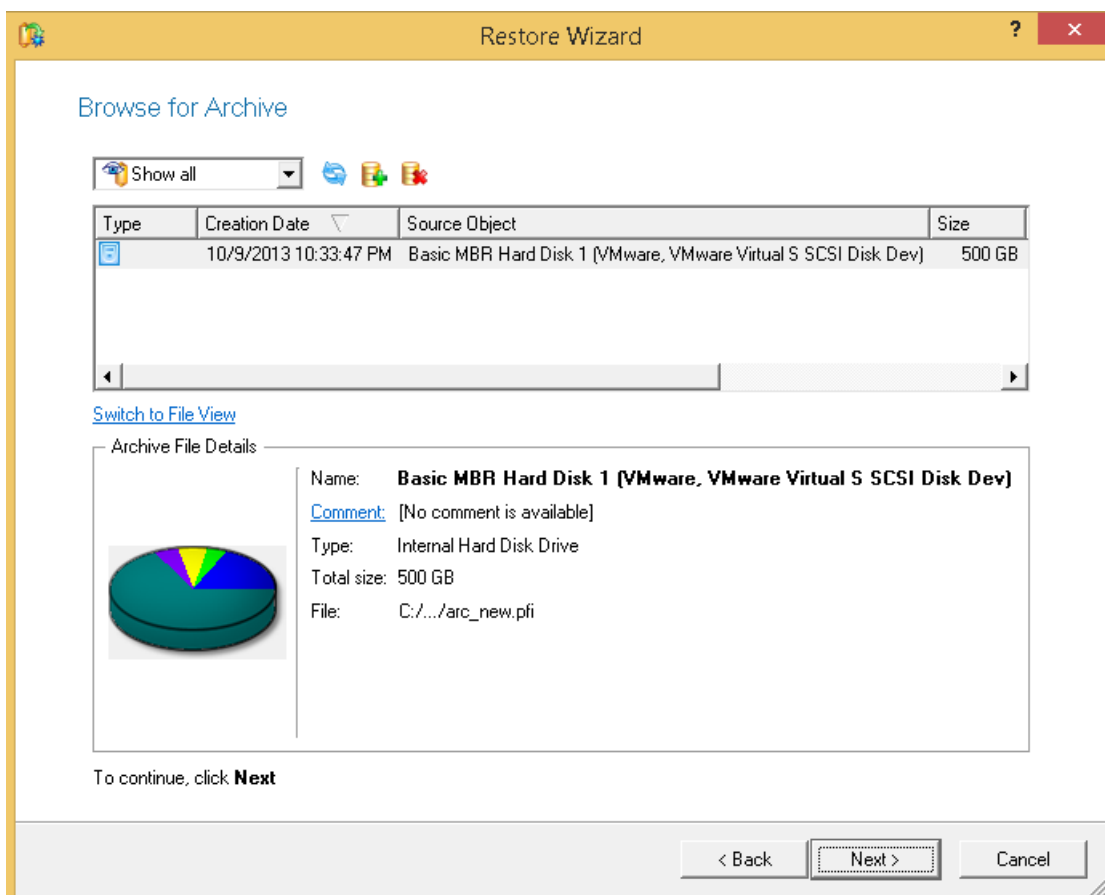 Restore Wizard
?
Browse for Archive
Show all
Type Creation Date Source Object Size
10/9/2013 10:33:47 PM Basic MBR Hard Disk 1 (VMware, VMware Virtual S SCSI Disk Dev) 500 GB
Switch to File View
Archive File Details
Name: Basic MBR Hard Disk 1 (VMware, VMware Virtual S SCSI Disk Dev)
Comment: [No comment is available]
Type: Internal Hard Disk Drive
Total size: 500 GB
File: C:/.../arc_new.pfi
To continue, click Next
< Back Next > Cancel